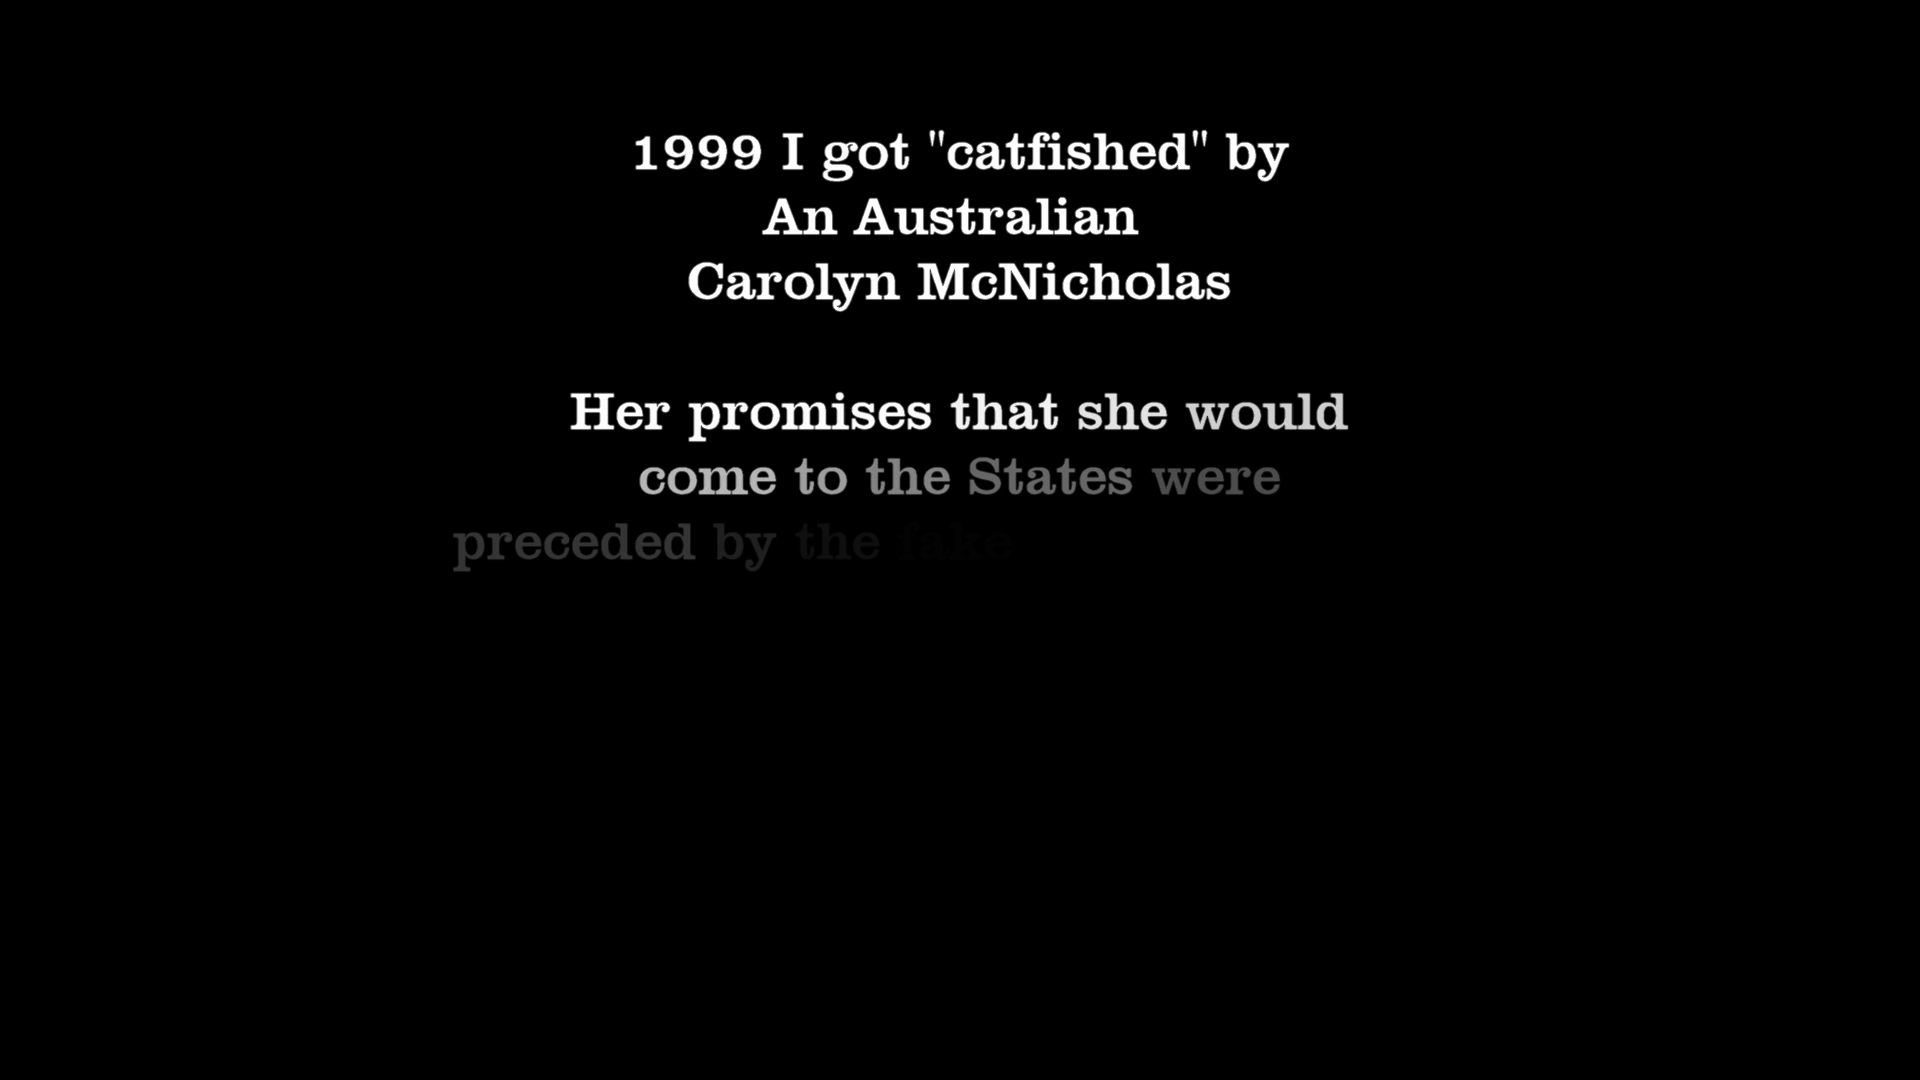 1999 I got "catfished" by
An Australian
Carolyn McNicholas
Her promises that she would
come to the States were
preceded by the fake